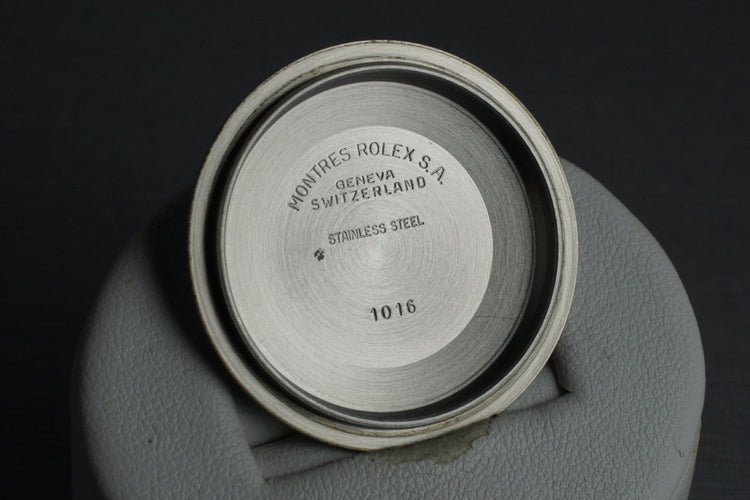 MONTRES ROLEX S.A.
GENEVA
SWITZERLAND
STAINLESS STEEL
1016